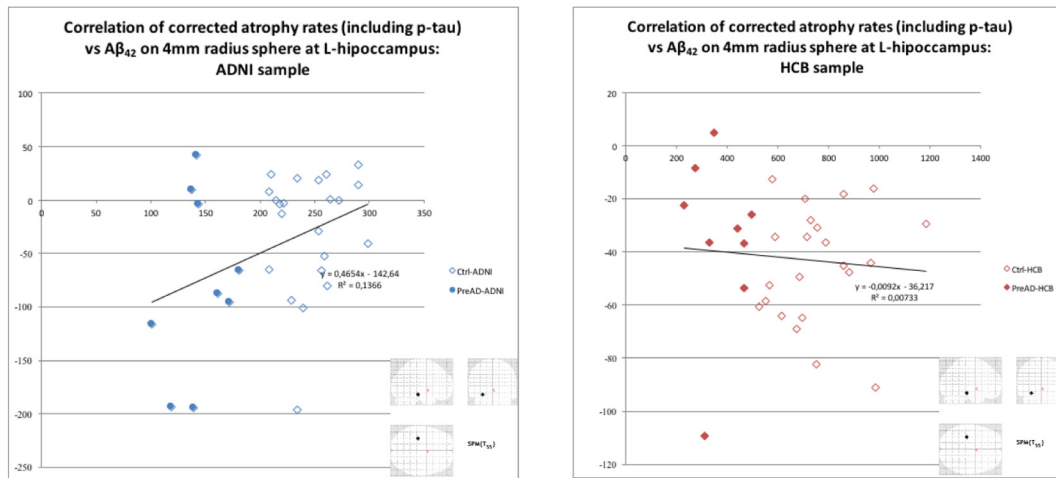 Correlation of corrected atrophy rates (including p-tau)
vs Aβ₄₂ on 4mm radius sphere at L-hipoccampus:
ADNI sample
100
50
0
0
50
100
150
200
250
300
350
-50
-100
-150
-200
-250
y = 0,4654x - 142,64
R² = 0,1366
Ctrl-ADNI
PreAD-ADNI
SPM{T₅₅}
Correlation of corrected atrophy rates (including p-tau)
vs Aβ₄₂ on 4mm radius sphere at L-hipoccampus:
HCB sample
20
0
0
200
400
600
800
1000
1200
1400
-20
-40
-60
-80
-100
-120
y = -0,0092x - 36,217
R² = 0,00733
Ctrl-HCB
PreAD-HCB
SPM{T₅₅}